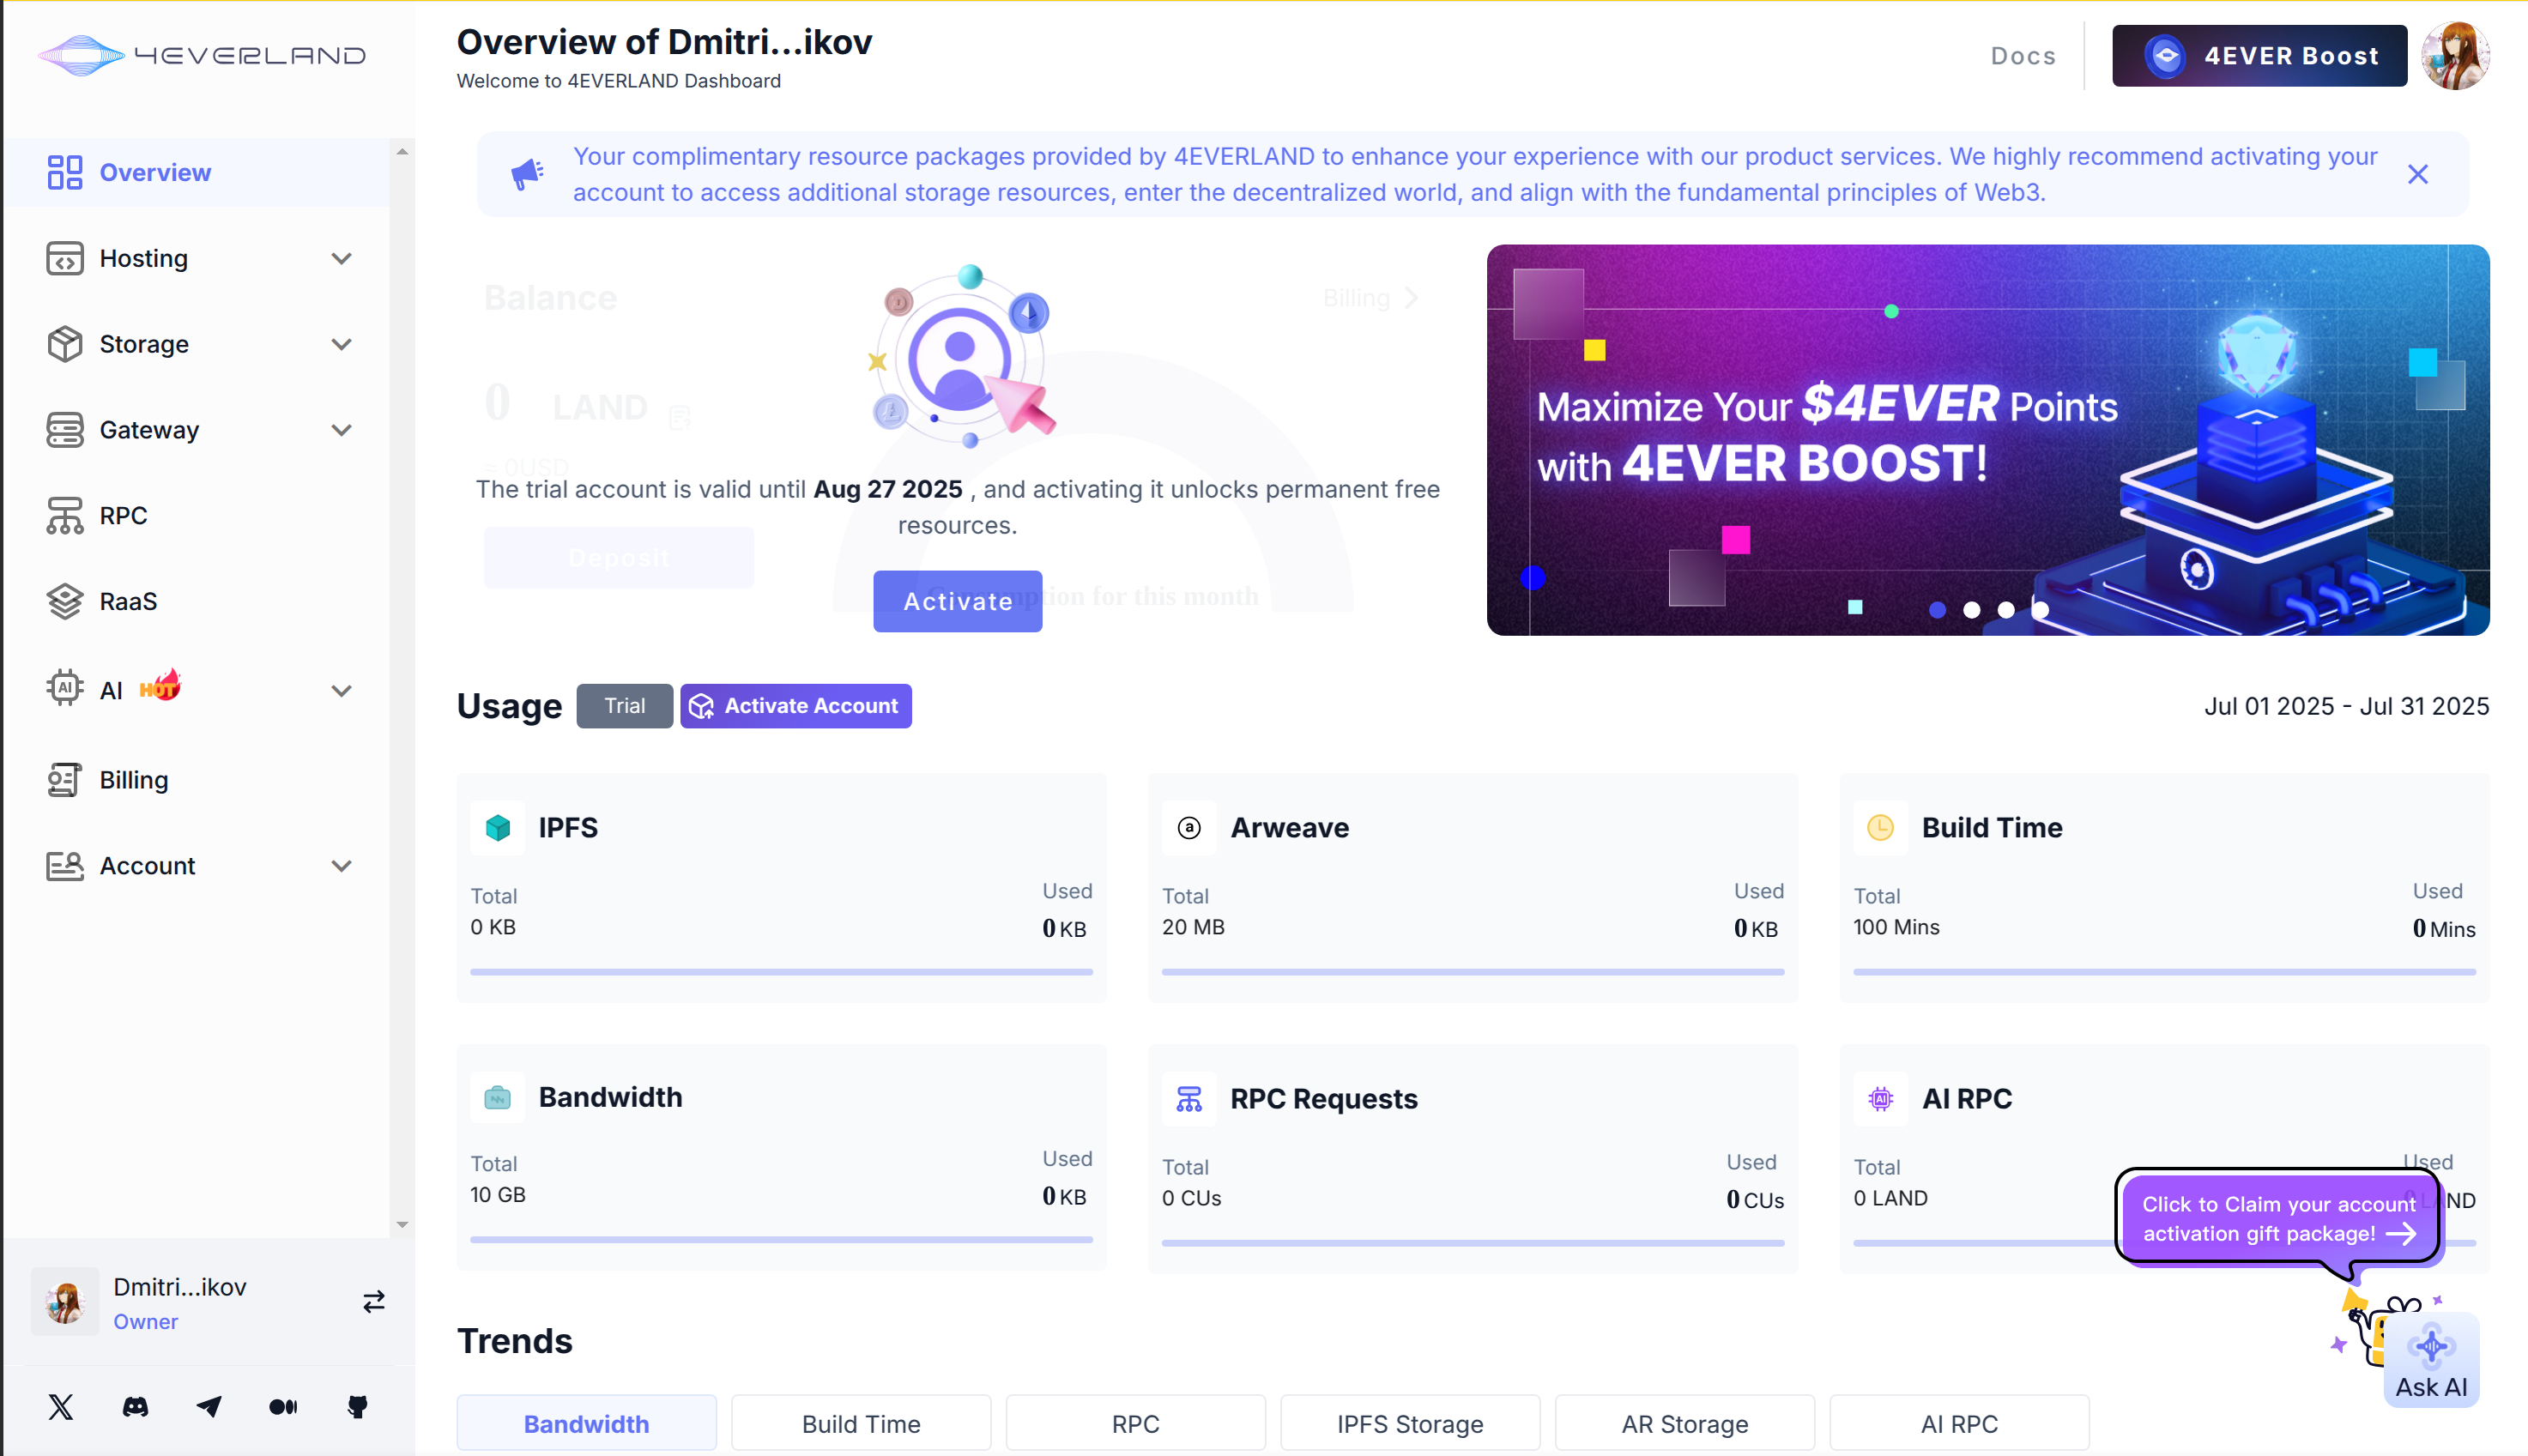 4EVERLAND
Overview
Hosting
Storage
Gateway
RPC
RaaS
AI HOT
Billing
Account
Dmitri...ikov
Owner
Overview of Dmitri...ikov
Welcome to 4EVERLAND Dashboard
Docs
4EVER Boost
Your complimentary resource packages provided by 4EVERLAND to enhance your experience with our product services. We highly recommend activating your
account to access additional storage resources, enter the decentralized world, and align with the fundamental principles of Web3.
Balance
Billing
0 LAND
≈ 0USD
The trial account is valid until Aug 27 2025 , and activating it unlocks permanent free
resources.
Deposit
Activate
Maximize Your $4EVER Points
with 4EVER BOOST!
Usage
Trial
Activate Account
Jul 01 2025 - Jul 31 2025
IPFS
Total
Used
0 KB
0 KB
Arweave
Total
Used
20 MB
0 KB
Build Time
Total
Used
100 Mins
0 Mins
Bandwidth
Total
Used
10 GB
0 KB
RPC Requests
Total
Used
0 CUs
0 CUs
AI RPC
Total
Used
0 LAND
Click to Claim your account
activation gift package!
Ask AI
Trends
Bandwidth
Build Time
RPC
IPFS Storage
AR Storage
AI RPC